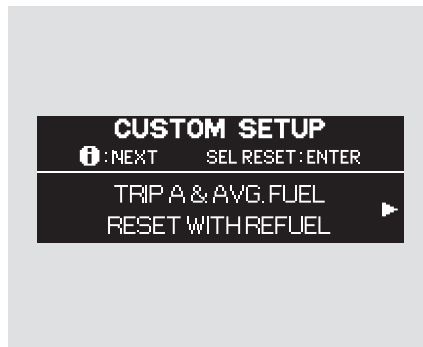 CUSTOM SETUP
i:NEXT SEL RESET:ENTER
TRIP A & AVG. FUEL
RESET WITH REFUEL